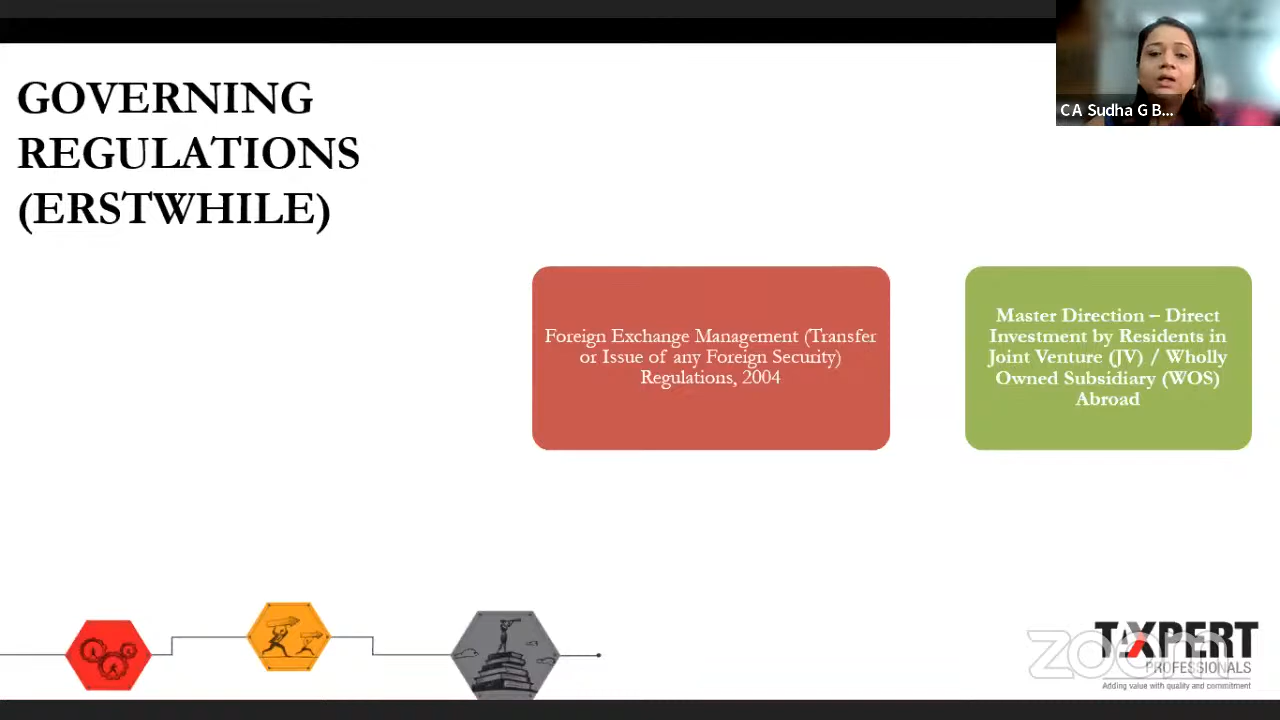 GOVERNING
REGULATIONS
(ERSTWHILE)
CA Sudha G B...
Foreign Exchange Management (Transfer
or Issue of any Foreign Security)
Regulations, 2004
Master Direction – Direct
Investment by Residents in
Joint Venture (JV) / Wholly
Owned Subsidiary (WOS)
Abroad
TAXPERT
PROFESSIONALS
Adding value with quality and commitment
zoom